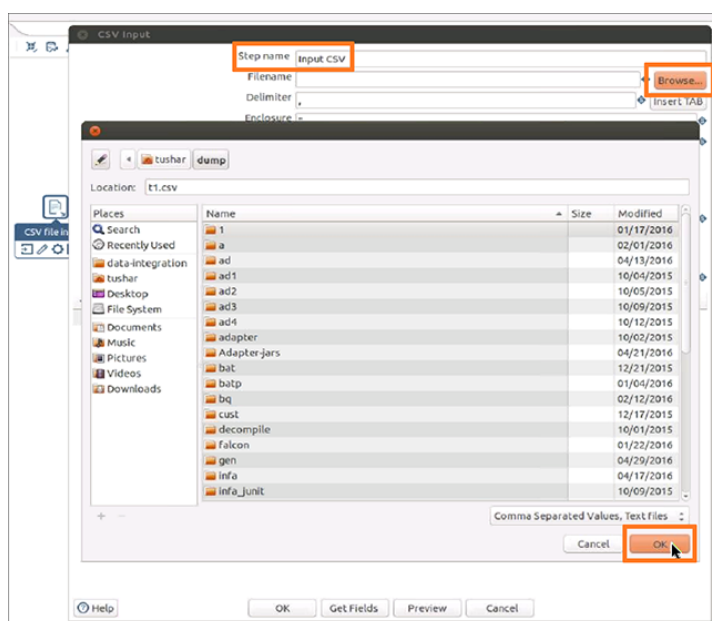 CSV Input
Step name Input CSV
Filename Browse...
Delimiter , Insert TAB
Enclosure "
tushar dump
Location: t1.csv
Places Name Size Modified
Search 1 01/17/2016
Recently Used a 02/01/2016
data-integration ad 04/13/2016
tushar ad1 10/04/2015
Desktop ad2 10/05/2015
File System ad3 10/09/2015
ad4 10/12/2015
Documents adapter 10/02/2015
Music Adapter-jars 04/21/2016
Pictures bat 12/21/2015
Videos batp 01/04/2016
Downloads bq 02/12/2016
cust 12/17/2015
decompile 10/01/2015
falcon 01/22/2016
gen 04/29/2016
infa 04/17/2016
infa_junit 10/09/2015
CSV file in
Comma Separated Values, Text files
Cancel OK
Help OK Get Fields Preview Cancel